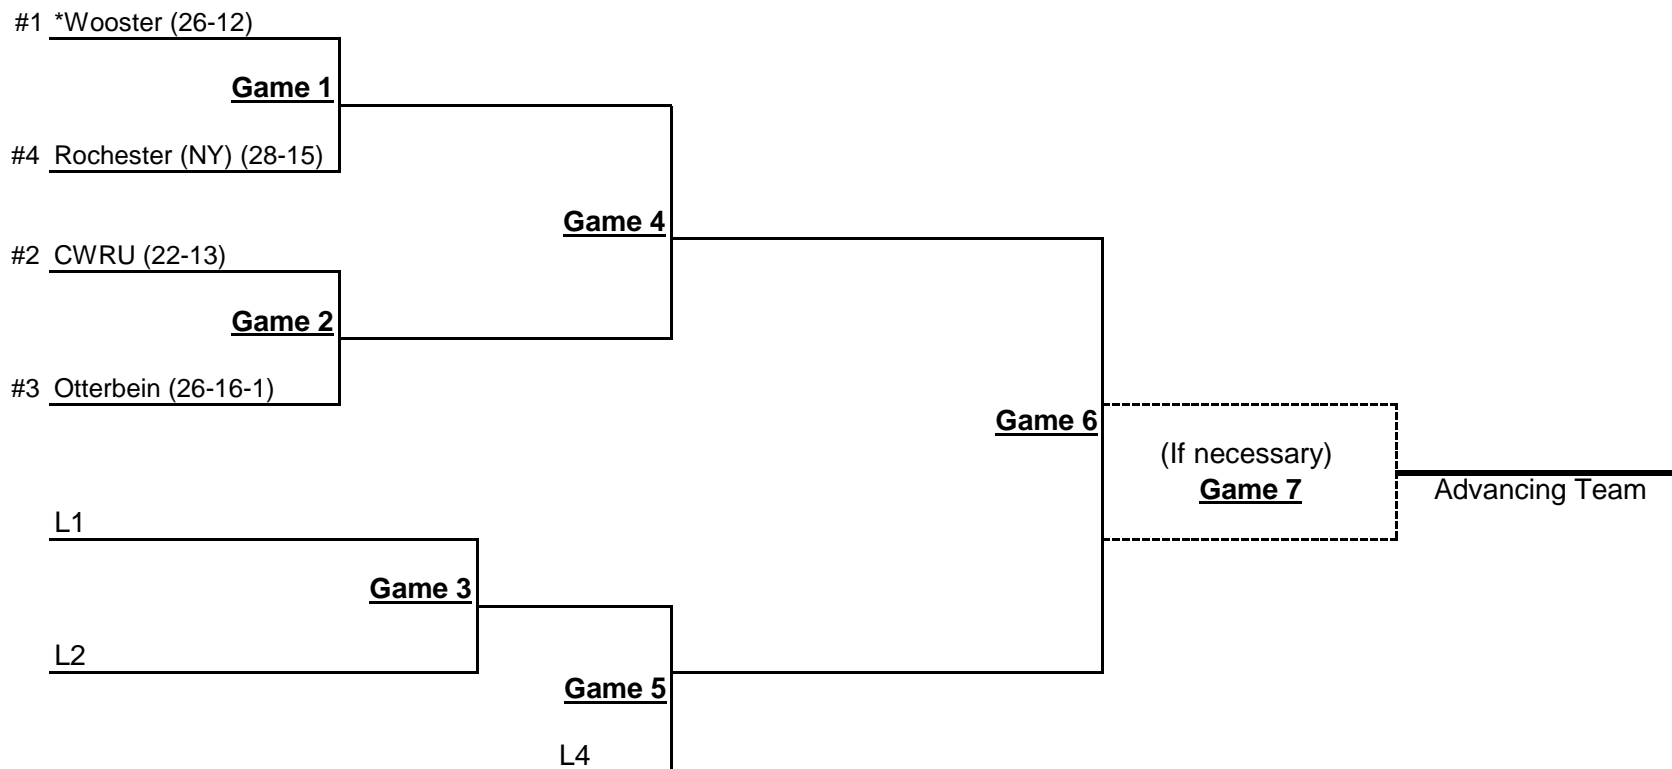 #1 *Wooster (26-12)
Game 1
#4 Rochester (NY) (28-15)
Game 4
#2 CWRU (22-13)
Game 2
#3 Otterbein (26-16-1)
Game 6
(If necessary)
Game 7
Advancing Team
L1
Game 3
L2
Game 5
L4